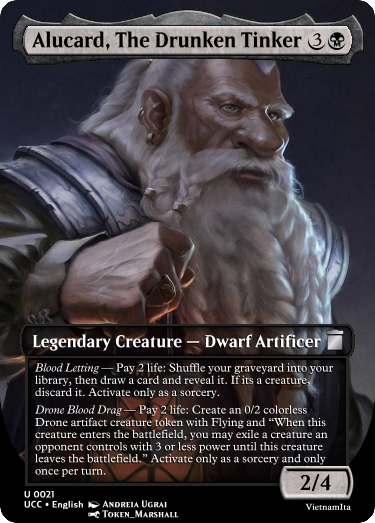 Alucard, The Drunken Tinker 3
Legendary Creature — Dwarf Artificer
Blood Letting — Pay 2 life: Shuffle your graveyard into
your library, then draw a card and reveal it. If its a creature,
discard it. Activate only as a sorcery.
Drone Blood Drag — Pay 2 life: Create an 0/2 colorless
Drone artifact creature token with Flying and “When this
creature enters the battlefield, you may exile a creature an
opponent controls with 3 or less power until this creature
leaves the battlefield.” Activate only as a sorcery and only
once per turn.
2/4
U 0021
UCC • English Andreia Ugrai
Token_Marshall
VietnamIta